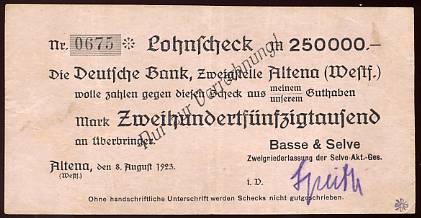 Nr. 0675 * Lohnscheck M 250000.—
Die Deutsche Bank, Zweigstelle Altena (Westf.)
wolle zahlen gegen diesen Scheck aus meinem unserem Guthaben
Mark Zweihundertfünfzigtausend
an Überbringer.
Nur zur Verrechnung!
Basse & Selve
Zweigniederlassung der Selve-Akt.-Ges.
Altena, den 8. August 1923.
(Westf.)
i. V.
Ohne handschriftliche Unterschrift werden Schecks nicht gutgeschrieben.